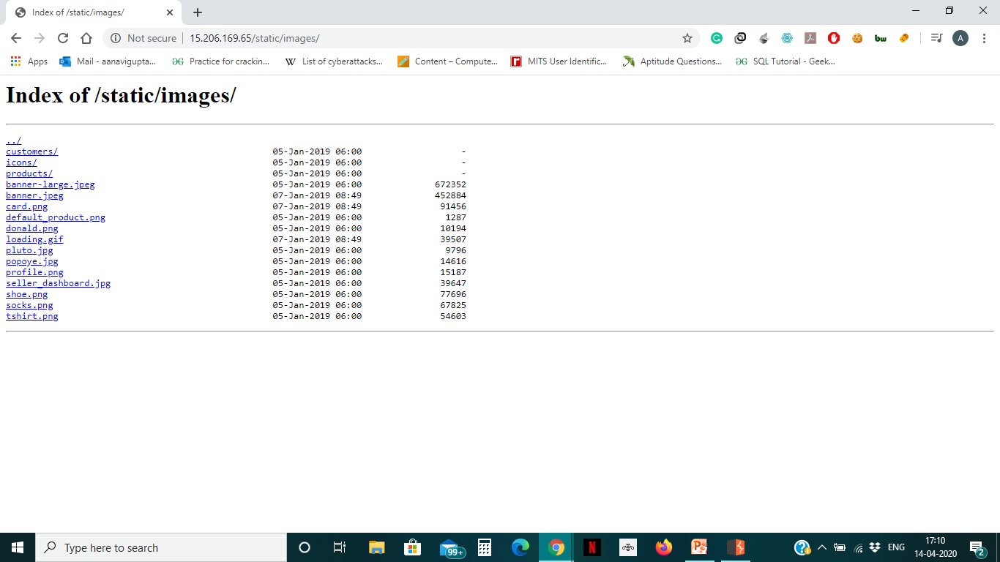 Index of /static/images/
Not secure 15.206.169.65/static/images/ A
Apps Mail - aanavigupta... Practice for crackin... List of cyberattacks... Content – Compute... MITS User Identific... Aptitude Questions... SQL Tutorial - Geek...
Index of /static/images/
../
customers/ 05-Jan-2019 06:00 -
icons/ 05-Jan-2019 06:00 -
products/ 05-Jan-2019 06:00 -
banner-large.jpeg 05-Jan-2019 06:00 672352
banner.jpeg 07-Jan-2019 08:49 452884
card.png 07-Jan-2019 08:49 91456
default_product.png 05-Jan-2019 06:00 1287
donald.png 05-Jan-2019 06:00 10194
loading.gif 07-Jan-2019 08:49 39507
pluto.jpg 05-Jan-2019 06:00 9796
popoye.jpg 05-Jan-2019 06:00 14616
profile.png 05-Jan-2019 06:00 15187
seller_dashboard.jpg 05-Jan-2019 06:00 39647
shoe.png 05-Jan-2019 06:00 77696
socks.png 05-Jan-2019 06:00 67825
tshirt.png 05-Jan-2019 06:00 54603
Type here to search 99+ ENG 17:10
14-04-2020 2